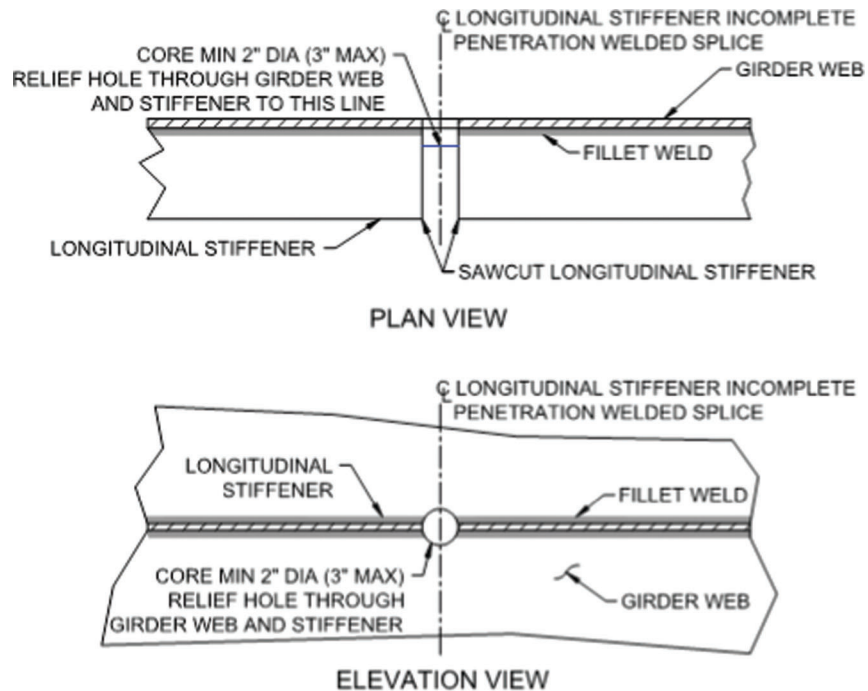 ℄ LONGITUDINAL STIFFENER INCOMPLETE
PENETRATION WELDED SPLICE
CORE MIN 2" DIA (3" MAX)
RELIEF HOLE THROUGH GIRDER WEB
AND STIFFENER TO THIS LINE
GIRDER WEB
FILLET WELD
LONGITUDINAL STIFFENER
SAWCUT LONGITUDINAL STIFFENER
PLAN VIEW
℄ LONGITUDINAL STIFFENER INCOMPLETE
PENETRATION WELDED SPLICE
LONGITUDINAL
STIFFENER
FILLET WELD
CORE MIN 2" DIA (3" MAX)
RELIEF HOLE THROUGH
GIRDER WEB AND STIFFENER
GIRDER WEB
ELEVATION VIEW